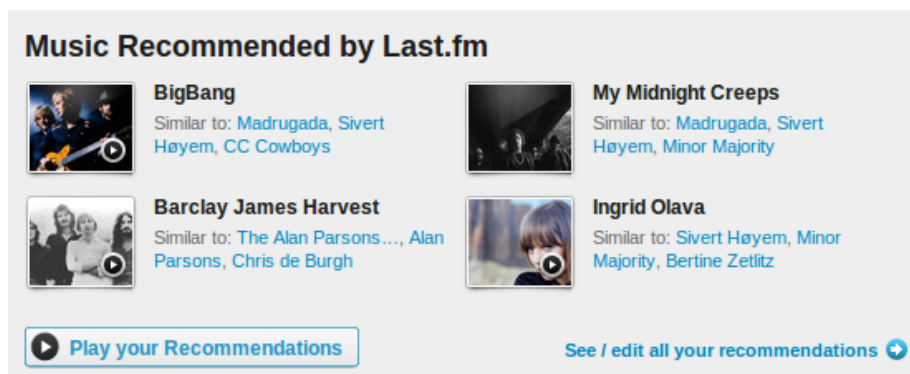 Music Recommended by Last.fm
BigBang
Similar to: Madrugada, Sivert
Høyem, CC Cowboys
My Midnight Creeps
Similar to: Madrugada, Sivert
Høyem, Minor Majority
Barclay James Harvest
Similar to: The Alan Parsons…, Alan
Parsons, Chris de Burgh
Ingrid Olava
Similar to: Sivert Høyem, Minor
Majority, Bertine Zetlitz
Play your Recommendations
See / edit all your recommendations